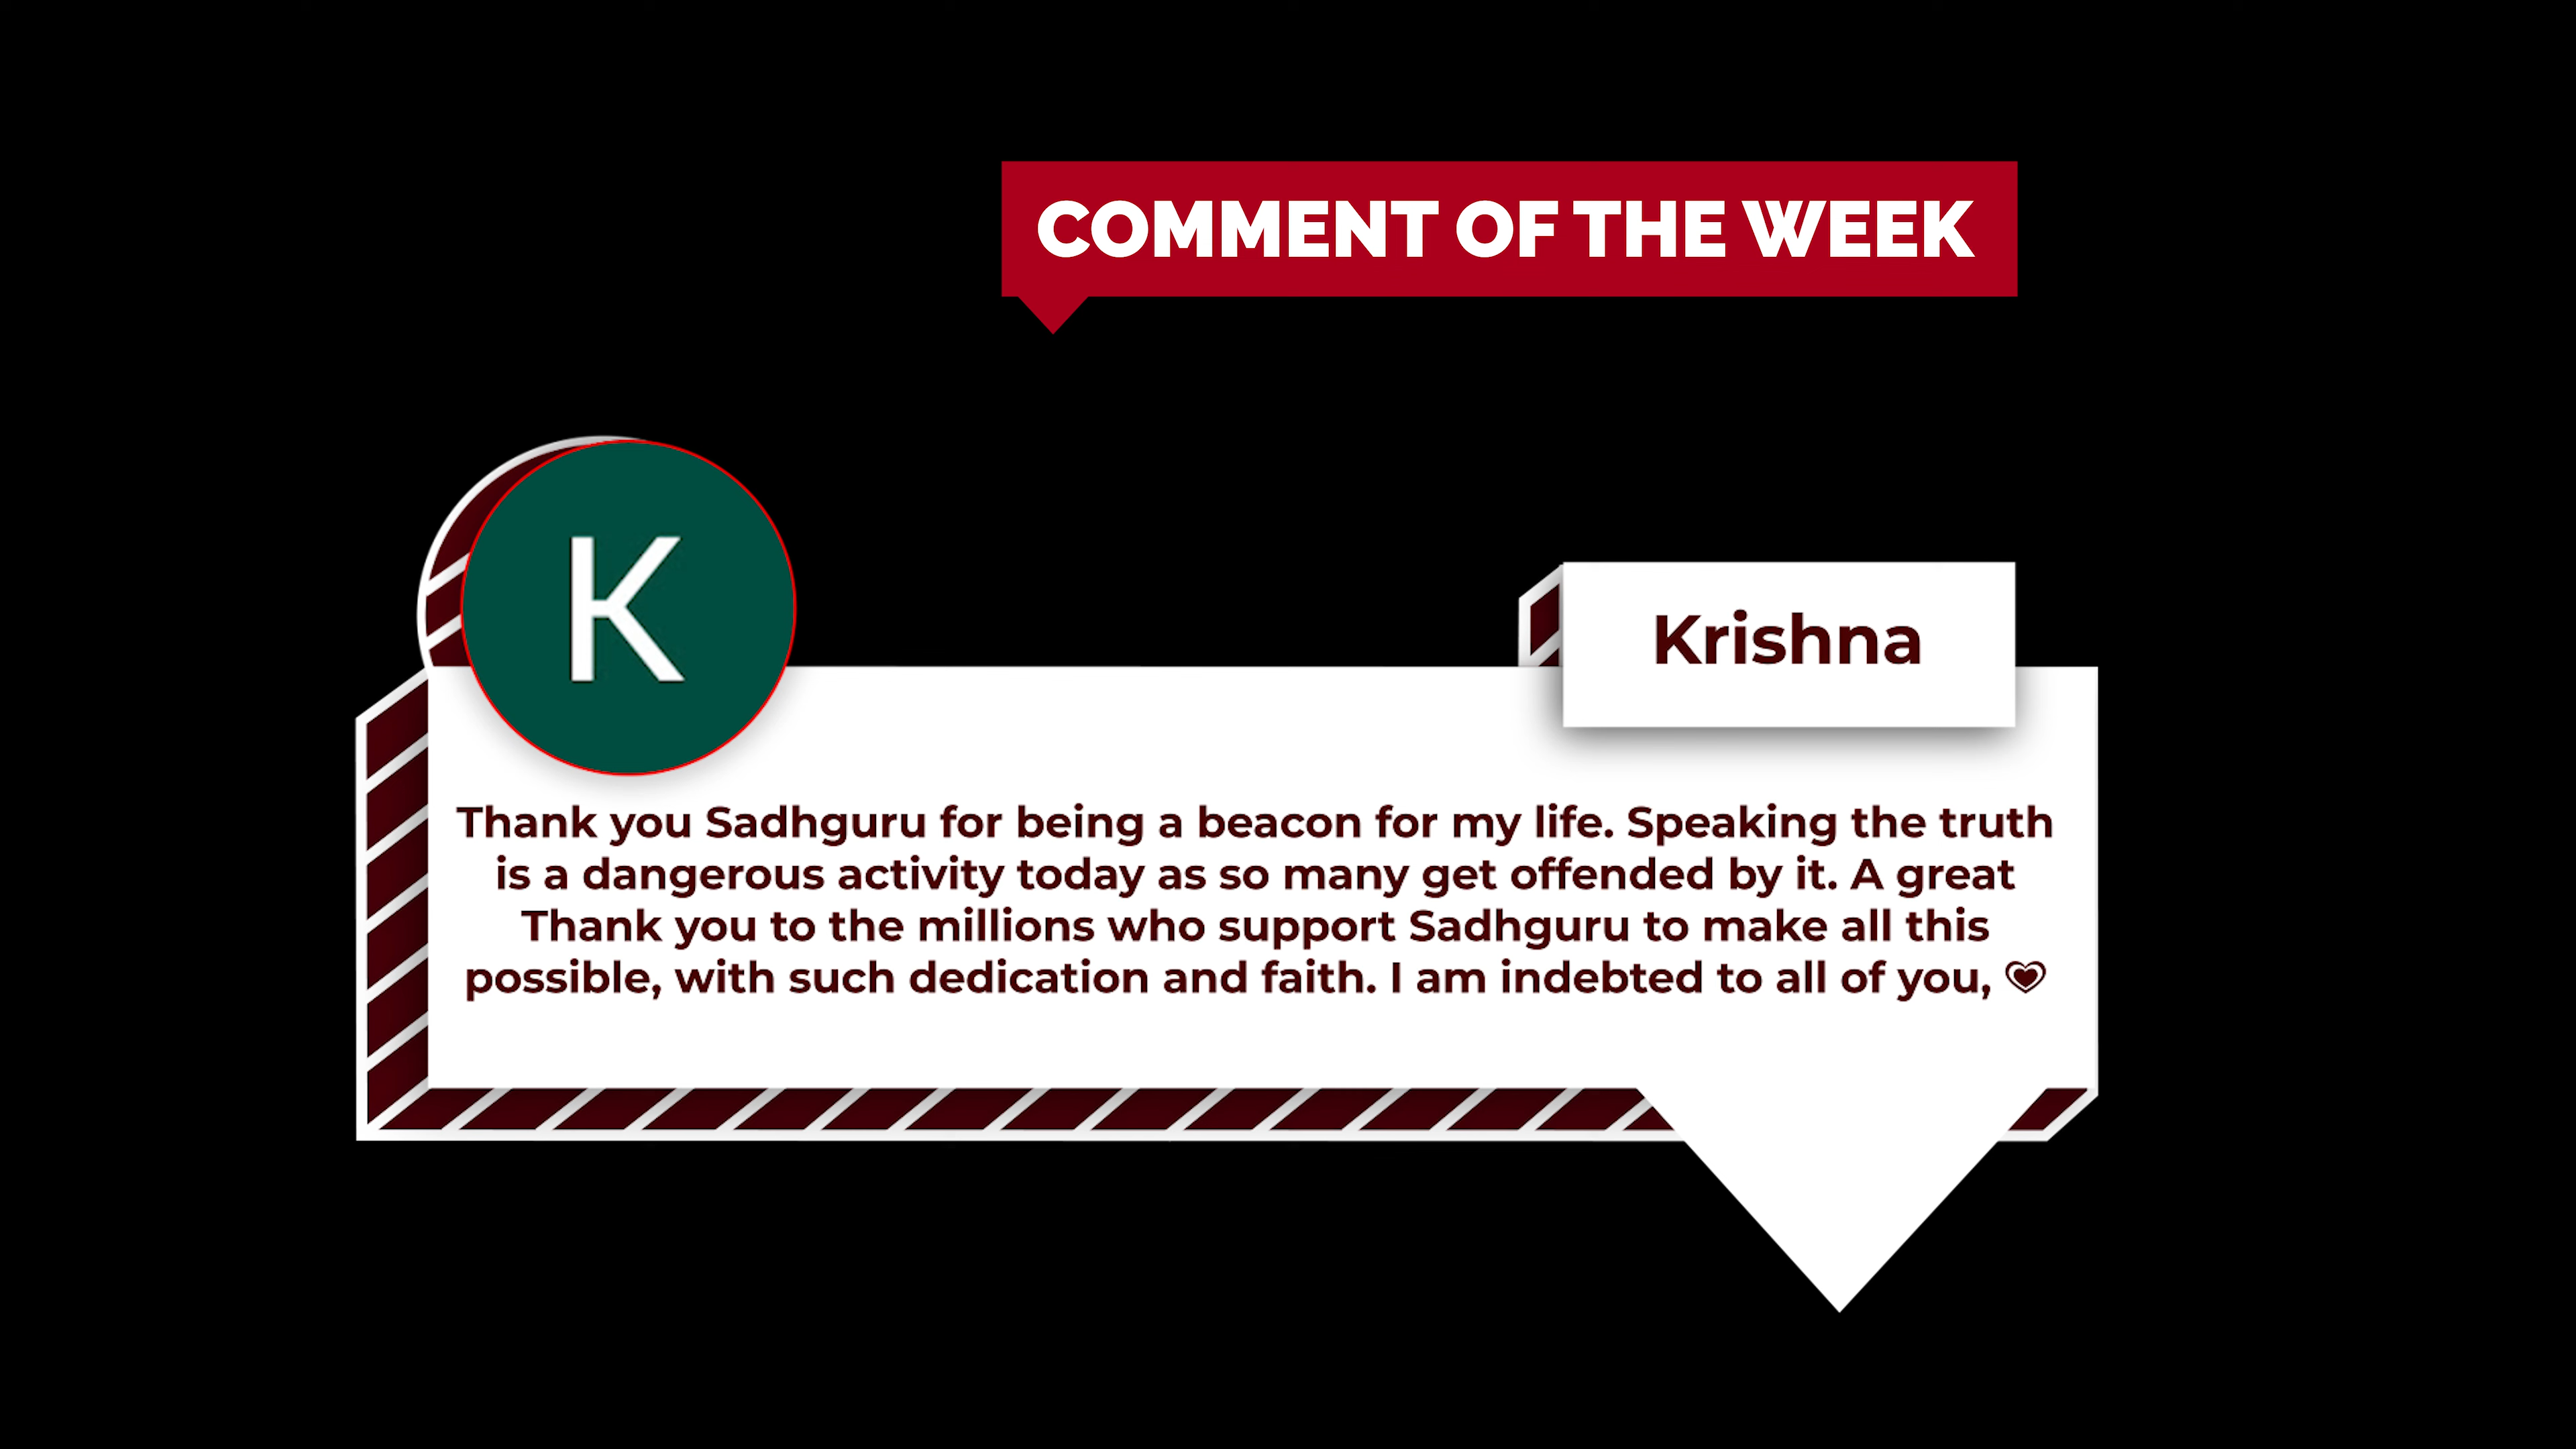 COMMENT OF THE WEEK
K
Krishna
Thank you Sadhguru for being a beacon for my life. Speaking the truth
is a dangerous activity today as so many get offended by it. A great
Thank you to the millions who support Sadhguru to make all this
possible, with such dedication and faith. I am indebted to all of you, 💗